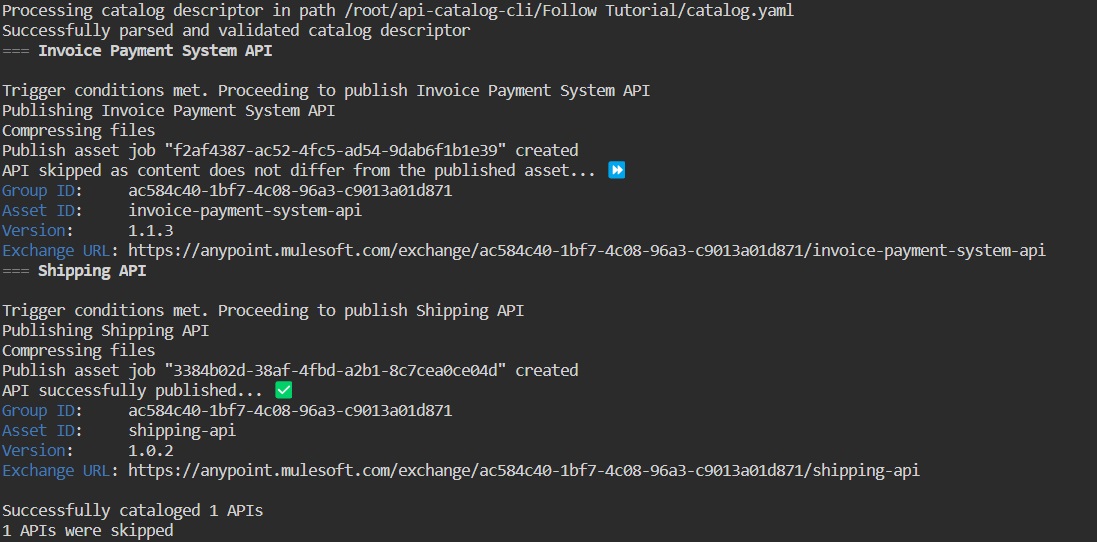 Processing catalog descriptor in path /root/api-catalog-cli/Follow Tutorial/catalog.yaml
Successfully parsed and validated catalog descriptor
=== Invoice Payment System API
Trigger conditions met. Proceeding to publish Invoice Payment System API
Publishing Invoice Payment System API
Compressing files
Publish asset job "f2af4387-ac52-4fc5-ad54-9dab6f1b1e39" created
API skipped as content does not differ from the published asset... ⏩
Group ID: ac584c40-1bf7-4c08-96a3-c9013a01d871
Asset ID: invoice-payment-system-api
Version: 1.1.3
Exchange URL: https://anypoint.mulesoft.com/exchange/ac584c40-1bf7-4c08-96a3-c9013a01d871/invoice-payment-system-api
=== Shipping API
Trigger conditions met. Proceeding to publish Shipping API
Publishing Shipping API
Compressing files
Publish asset job "3384b02d-38af-4fbd-a2b1-8c7cea0ce04d" created
API successfully published... ✅
Group ID: ac584c40-1bf7-4c08-96a3-c9013a01d871
Asset ID: shipping-api
Version: 1.0.2
Exchange URL: https://anypoint.mulesoft.com/exchange/ac584c40-1bf7-4c08-96a3-c9013a01d871/shipping-api
Successfully cataloged 1 APIs
1 APIs were skipped